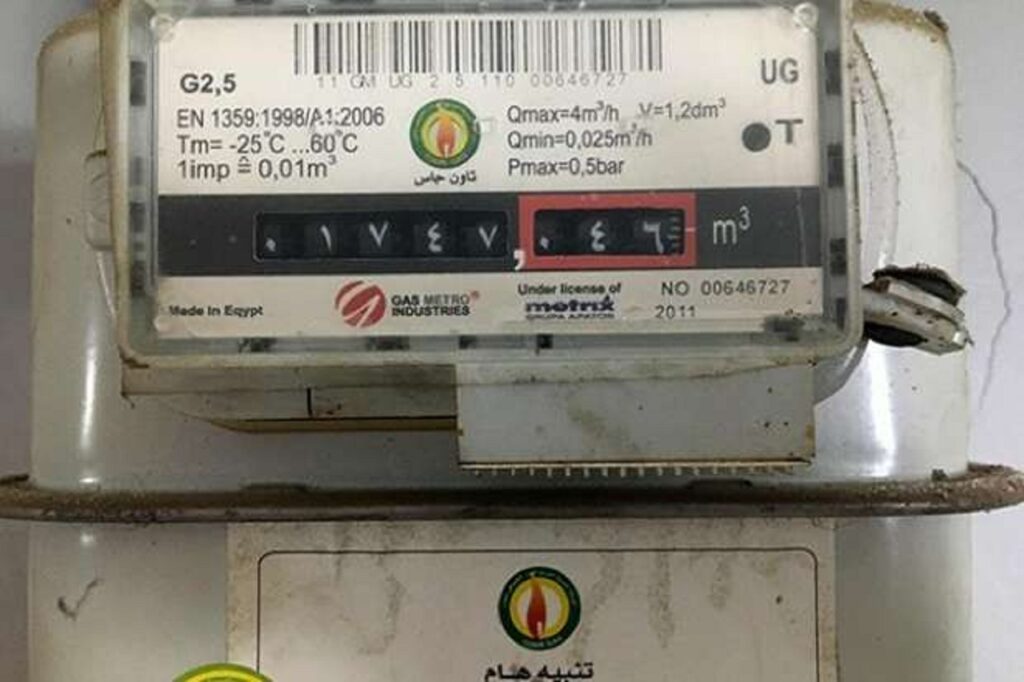 11 GM UG 2 5 110 00646727
G2,5
UG
EN 1359:1998/A1:2006
Tm= -25°C ...60°C
1imp ≙ 0,01m³
تاون جاس
Qmax=4m³/h V=1,2dm³
Qmin=0,025m³/h
Pmax=0,5bar
T
٠١٧٤٧,٠٤٦ m³
Made In Egypt
GAS METRO®
INDUSTRIES
Under license of
metrix
GRUPA APATOR
NO 00646727
2011
تنبيه هام